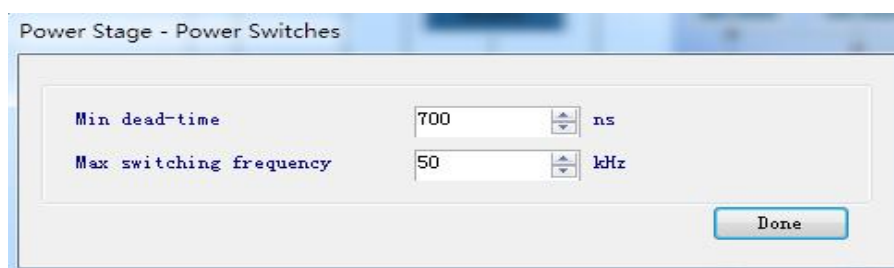 Power Stage - Power Switches
Min dead-time 700 ns
Max switching frequency 50 kHz
Done